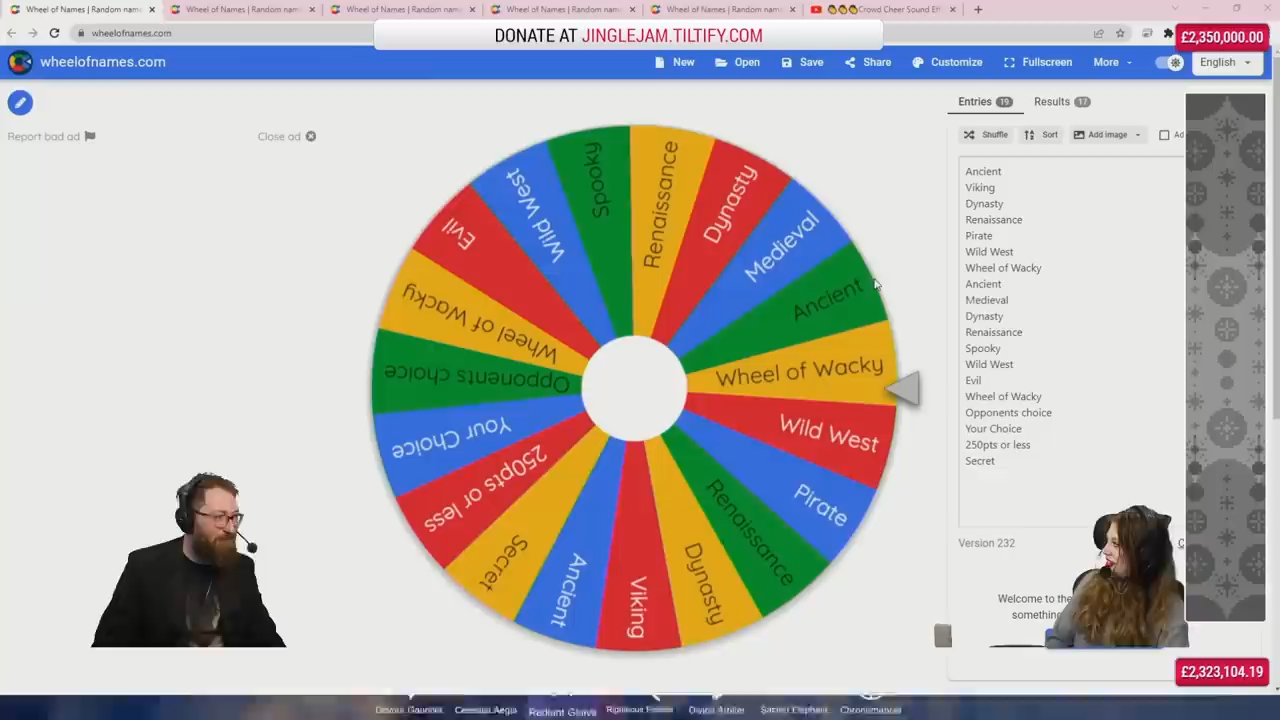 Wheel of Names | Random name
Wheel of Names | Random name
Wheel of Names | Random name
Wheel of Names | Random name
Wheel of Names | Random name
Crowd Cheer Sound Ef
wheelofnames.com
DONATE AT JINGLEJAM.TILTIFY.COM
£2,350,000.00
wheelofnames.com
New
Open
Save
Share
Customize
Fullscreen
More
English
Report bad ad
Close ad
Entries 19
Results 17
Shuffle
Sort
Add image
Ad
Ancient
Viking
Dynasty
Renaissance
Pirate
Wild West
Wheel of Wacky
Ancient
Medieval
Dynasty
Renaissance
Spooky
Wild West
Evil
Wheel of Wacky
Opponents choice
Your Choice
250pts or less
Secret
Spooky
Renaissance
Dynasty
Medieval
Ancient
Wheel of Wacky
Wild West
Pirate
Renaissance
Dynasty
Viking
Ancient
Secret
250pts or less
Your Choice
Opponents choice
Wheel of Wacky
Evil
Wild West
Version 232
C
Welcome to the
something
£2,323,104.19